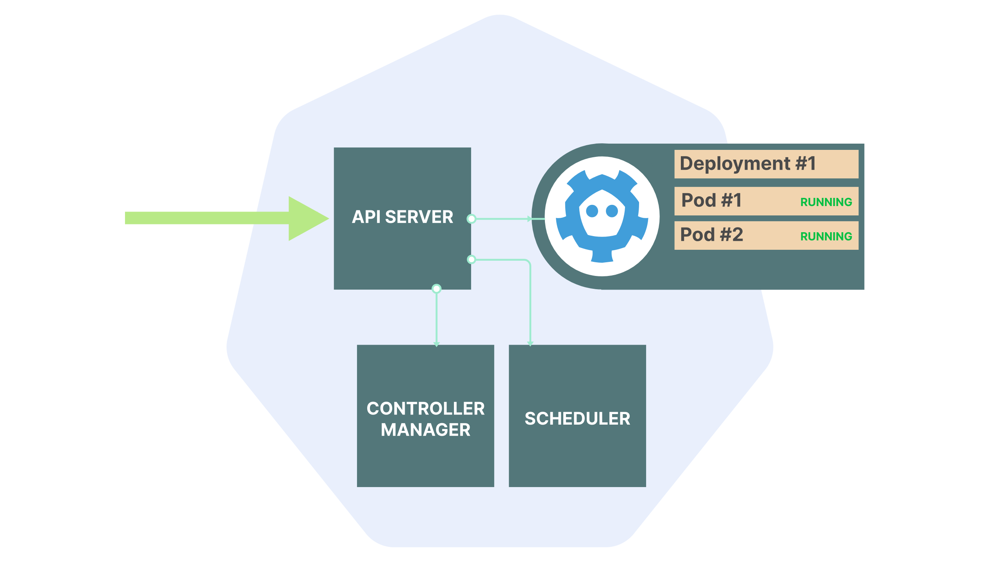 API SERVER
Deployment #1
Pod #1
RUNNING
Pod #2
RUNNING
CONTROLLER
MANAGER
SCHEDULER